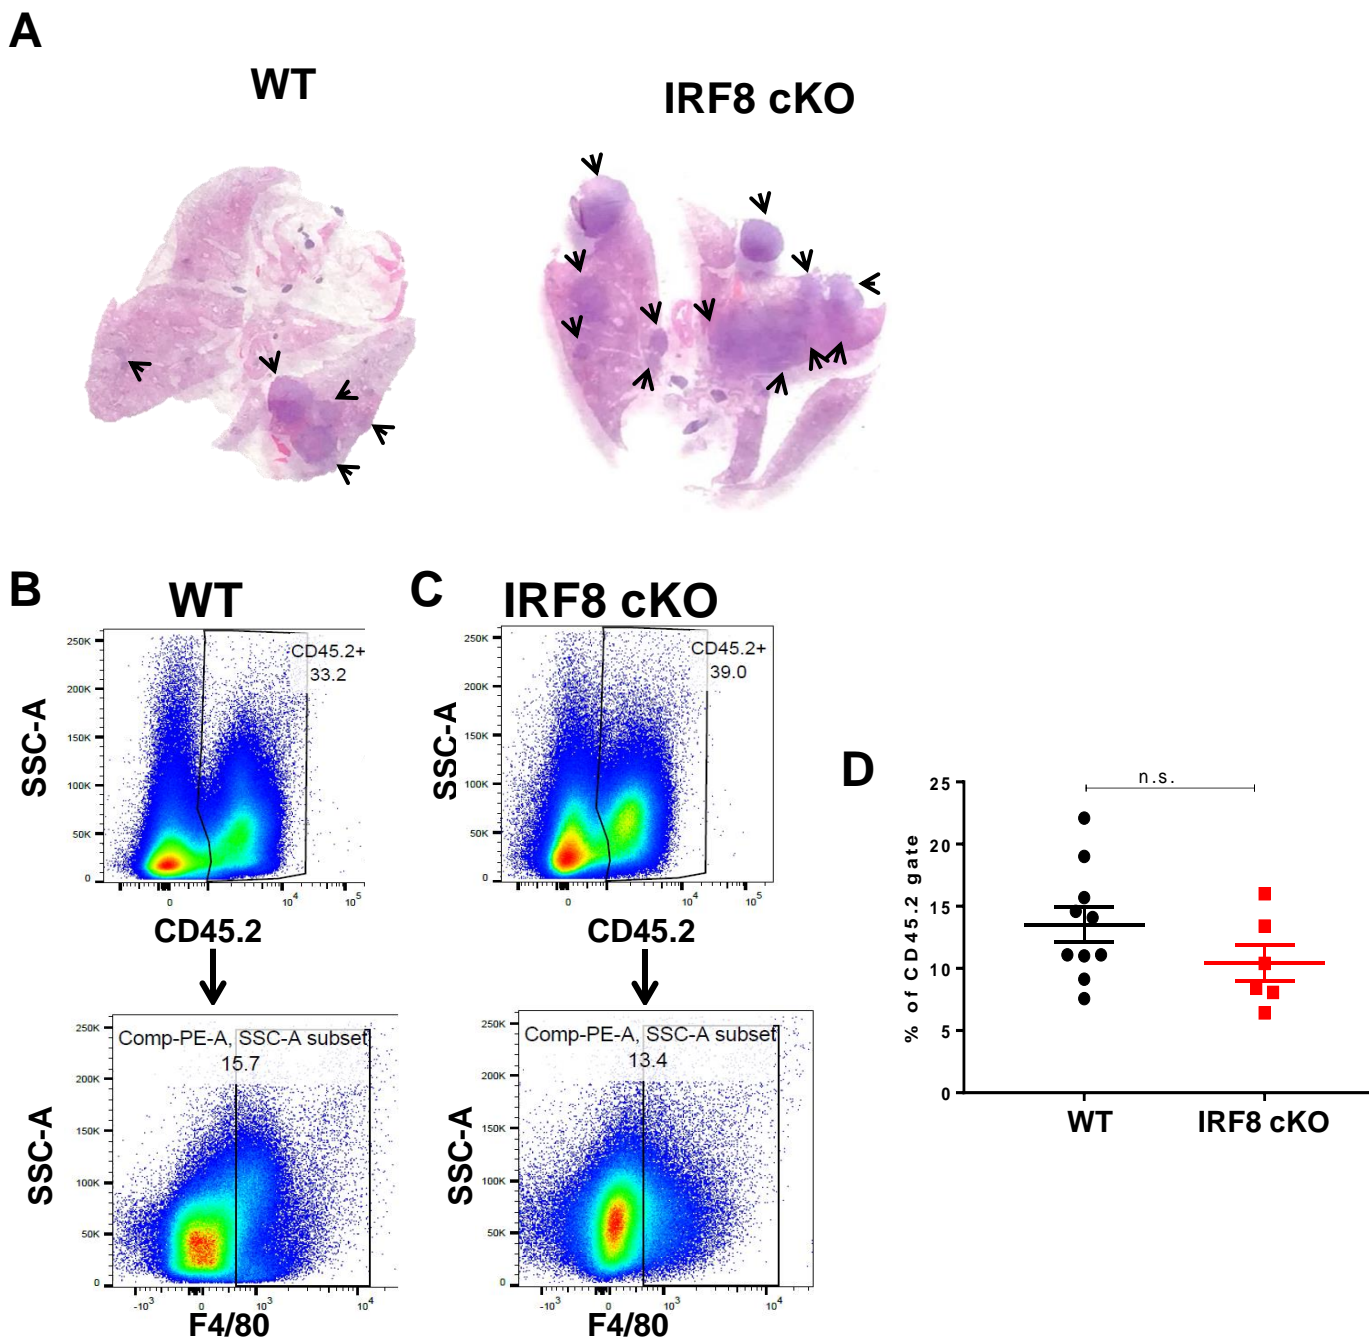 A
WT
IRF8 cKO
B
WT
SSC-A
250K
200K
150K
100K
50K
0
CD45.2+
33.2
0
10^4
10^5
CD45.2
SSC-A
250K
200K
150K
100K
50K
0
Comp-PE-A, SSC-A subset
15.7
-10^3
0
10^3
10^4
F4/80
C
IRF8 cKO
SSC-A
250K
200K
150K
100K
50K
0
CD45.2+
39.0
0
10^4
10^5
CD45.2
SSC-A
250K
200K
150K
100K
50K
0
Comp-PE-A, SSC-A subset
13.4
-10^3
0
10^3
10^4
F4/80
D
% of CD45.2 gate
25
20
15
10
5
0
n.s.
WT
IRF8 cKO